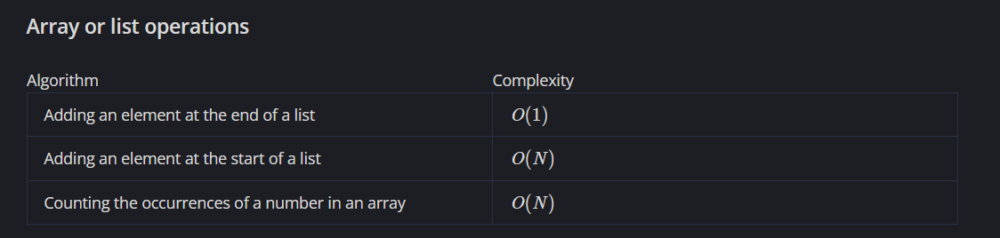 Array or list operations
Algorithm Complexity
Adding an element at the end of a list O(1)
Adding an element at the start of a list O(N)
Counting the occurrences of a number in an array O(N)